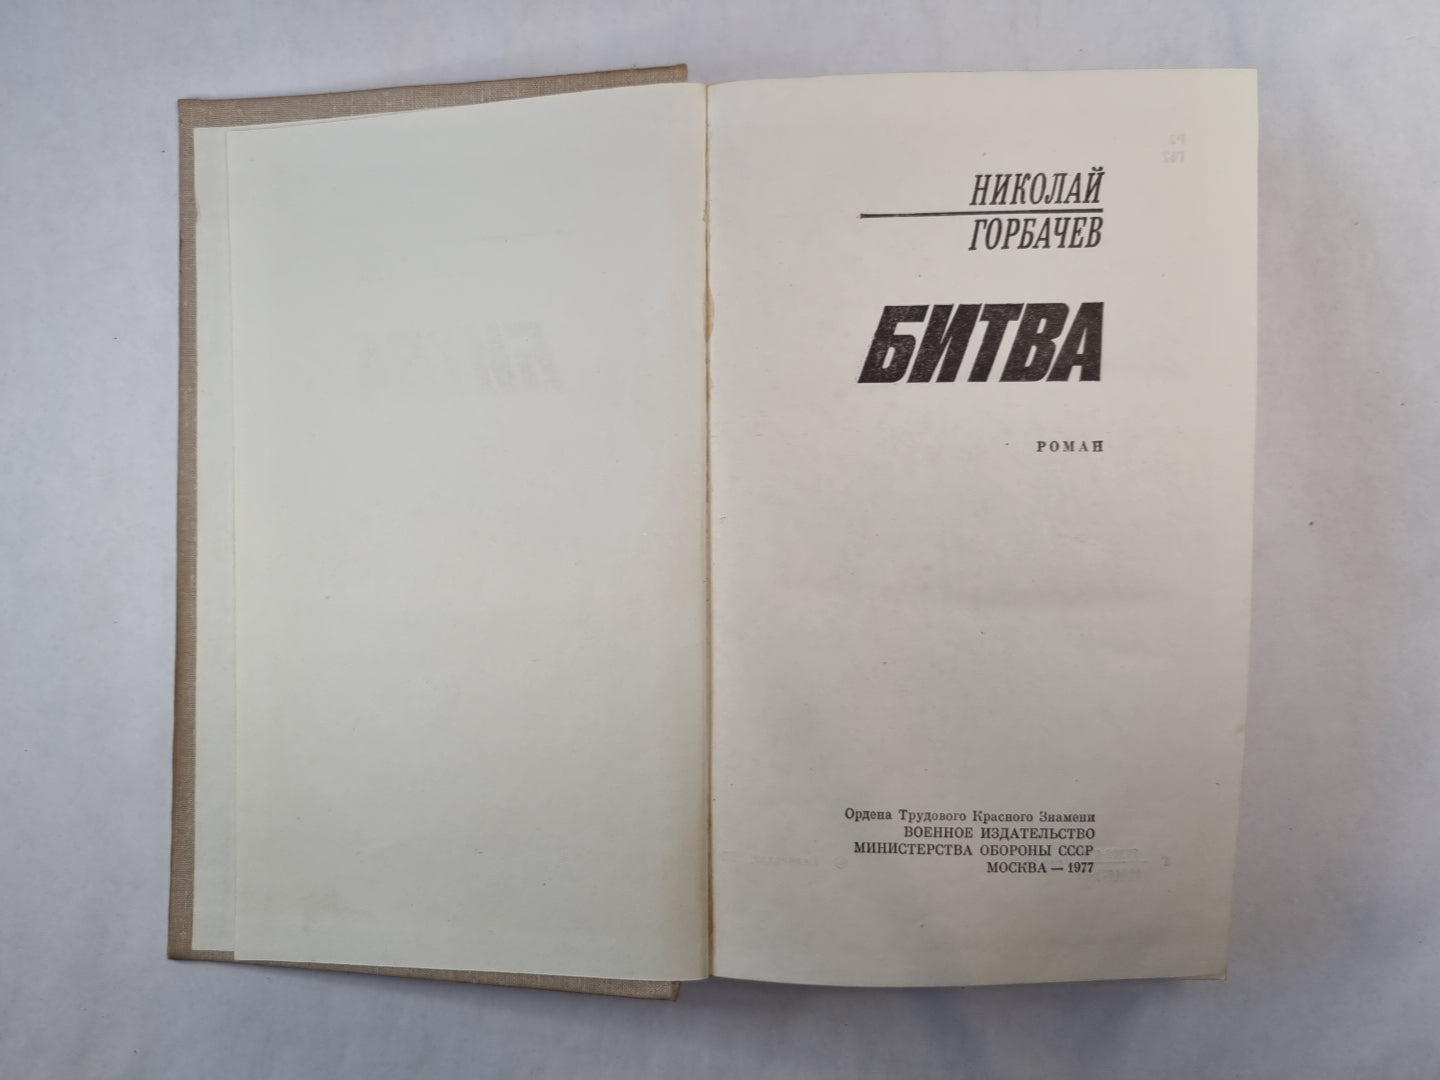 НИКОЛАЙ
ГОРБАЧЕВ
БИТВА
РОМАН
Ордена Трудового Красного Знамени
ВОЕННОЕ ИЗДАТЕЛЬСТВО
МИНИСТЕРСТВА ОБОРОНЫ СССР
МОСКВА — 1977